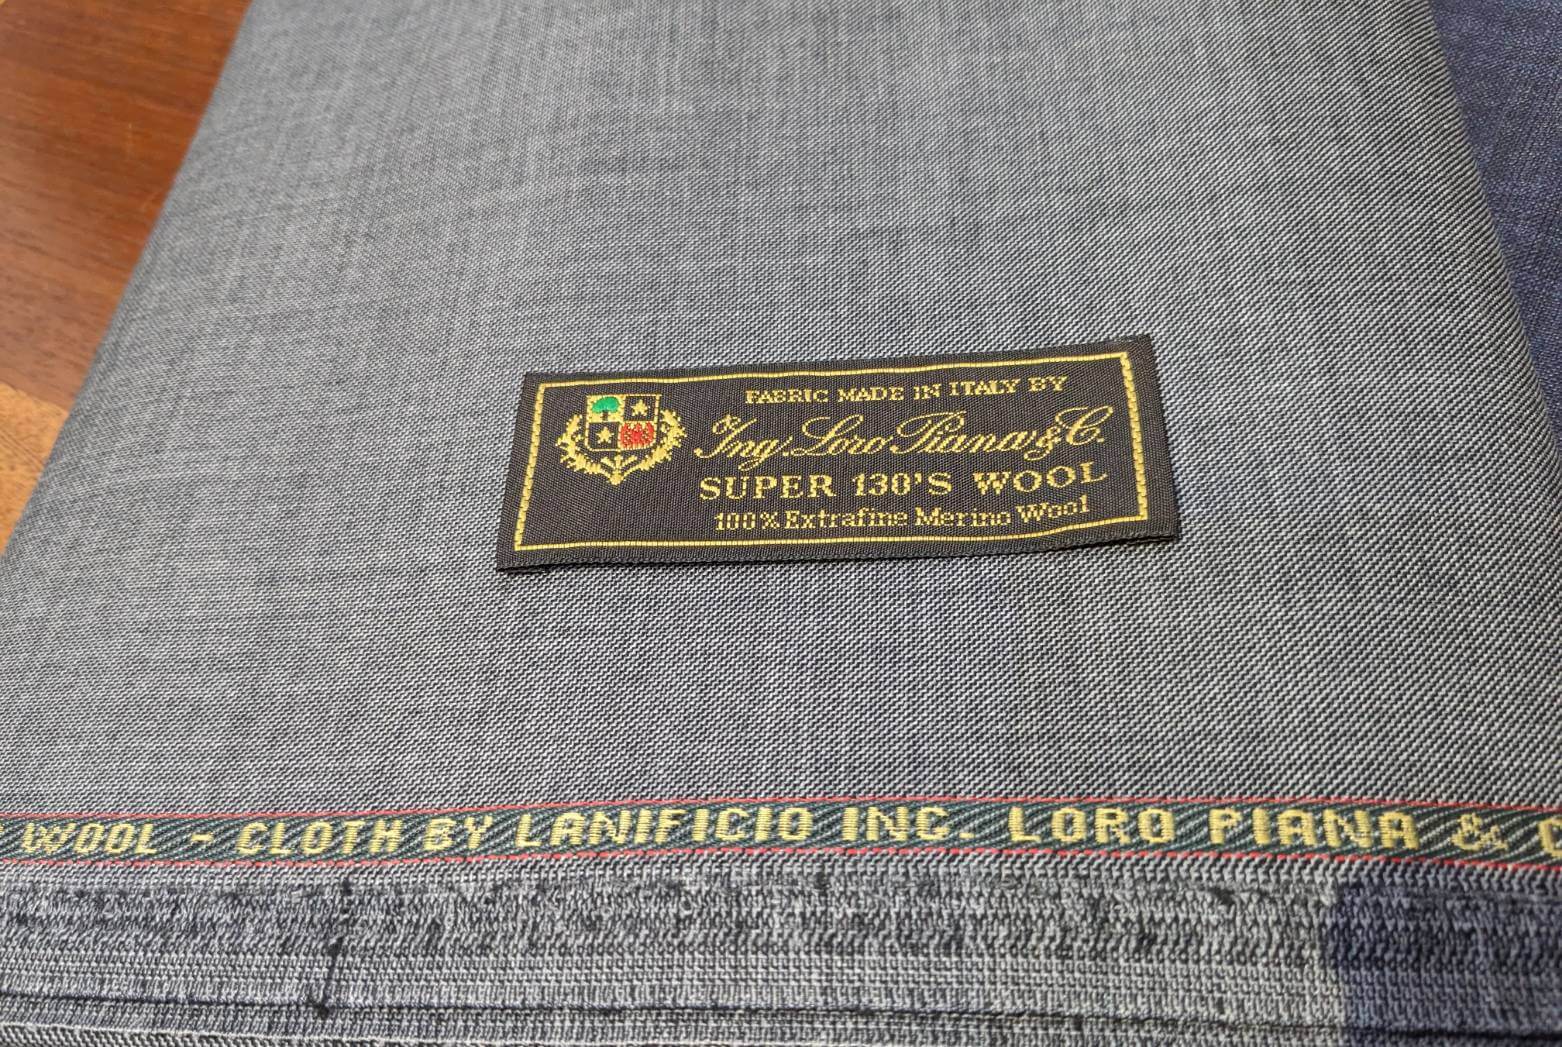 FABRIC MADE IN ITALY BY
Ing. Loro Piana & C.
SUPER 130'S WOOL
100% Extrafine Merino Wool
WOOL - CLOTH BY LANIFICIO ING. LORO PIANA & C